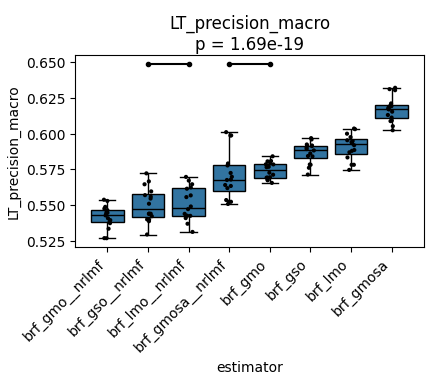 LT_precision_macro
p = 1.69e-19
LT_precision_macro
0.650
0.625
0.600
0.575
0.550
0.525
brf_gmo__nrlmf
brf_gso__nrlmf
brf_lmo__nrlmf
brf_gmosa__nrlmf
brf_gmo
brf_gso
brf_lmo
brf_gmosa
estimator